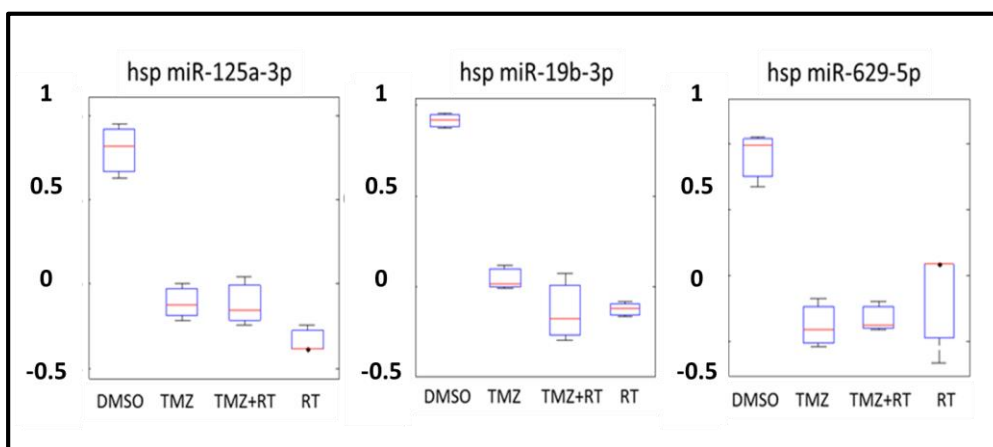 hsp miR-125a-3p
1
0.5
0
-0.5
DMSO TMZ TMZ+RT RT
hsp miR-19b-3p
1
0.5
0
-0.5
DMSO TMZ TMZ+RT RT
hsp miR-629-5p
1
0.5
0
-0.5
DMSO TMZ TMZ+RT RT